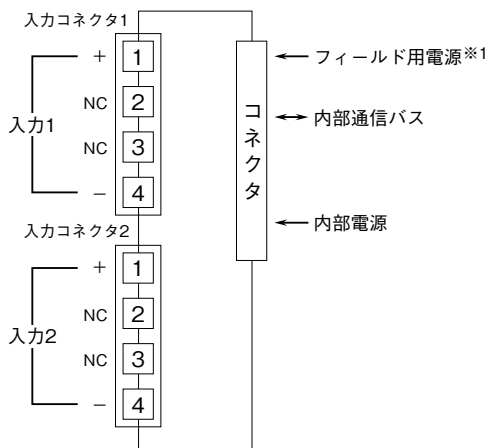 入力コネクタ1
+ 1
NC 2
入力1
NC 3
− 4
入力コネクタ2
+ 1
NC 2
入力2
NC 3
− 4
コネクタ
フィールド用電源※1
内部通信バス
内部電源